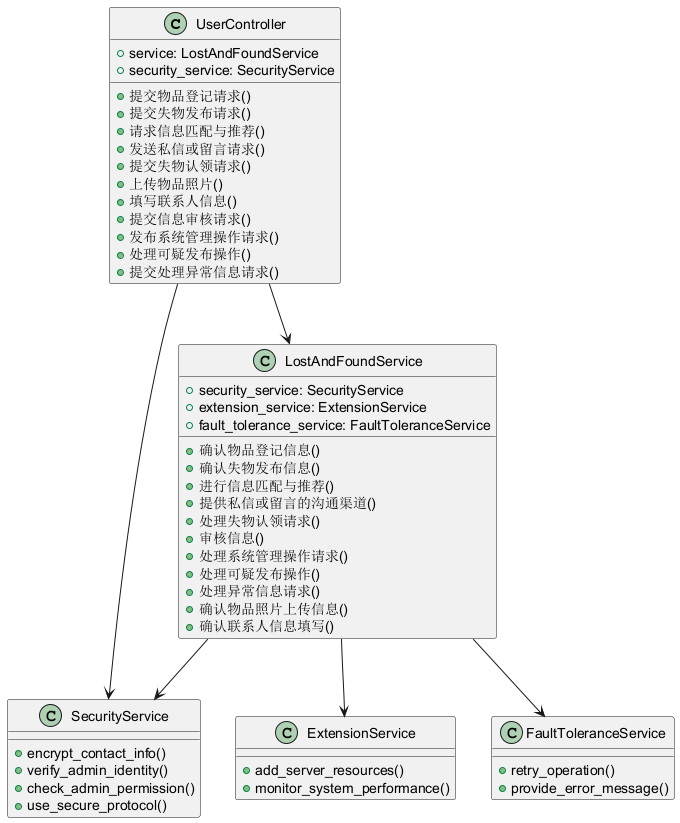 C UserController
service: LostAndFoundService
security_service: SecurityService
提交物品登记请求()
提交失物发布请求()
请求信息匹配与推荐()
发送私信或留言请求()
提交失物认领请求()
上传物品照片()
填写联系人信息()
提交信息审核请求()
发布系统管理操作请求()
处理可疑发布操作()
提交处理异常信息请求()
C LostAndFoundService
security_service: SecurityService
extension_service: ExtensionService
fault_tolerance_service: FaultToleranceService
确认物品登记信息()
确认失物发布信息()
进行信息匹配与推荐()
提供私信或留言的沟通渠道()
处理失物认领请求()
审核信息()
处理系统管理操作请求()
处理可疑发布操作()
处理异常信息请求()
确认物品照片上传信息()
确认联系人信息填写()
C SecurityService
encrypt_contact_info()
verify_admin_identity()
check_admin_permission()
use_secure_protocol()
C ExtensionService
add_server_resources()
monitor_system_performance()
C FaultToleranceService
retry_operation()
provide_error_message()